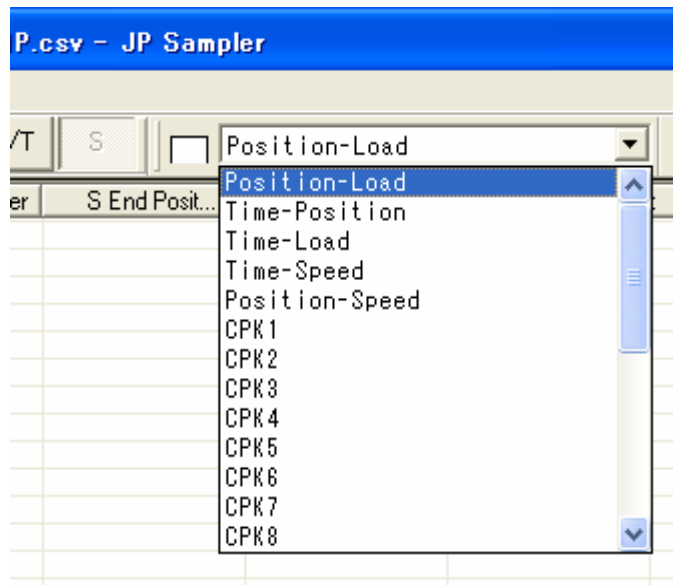 IP.csv - JP Sampler
/T S Position-Load
er S End Posit...
Position-Load
Time-Position
Time-Load
Time-Speed
Position-Speed
CPK1
CPK2
CPK3
CPK4
CPK5
CPK6
CPK7
CPK8